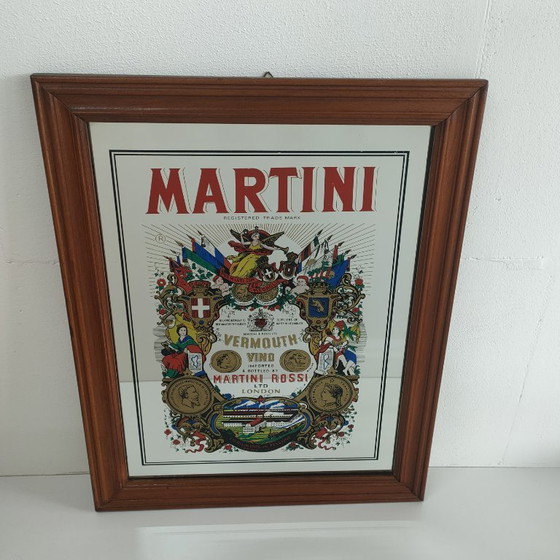 MARTINI
REGISTERED TRADE MARK
VERMOUTH
VINO
IMPORTED
& BOTTLED BY
MARTINI ROSSI
LTD
LONDON